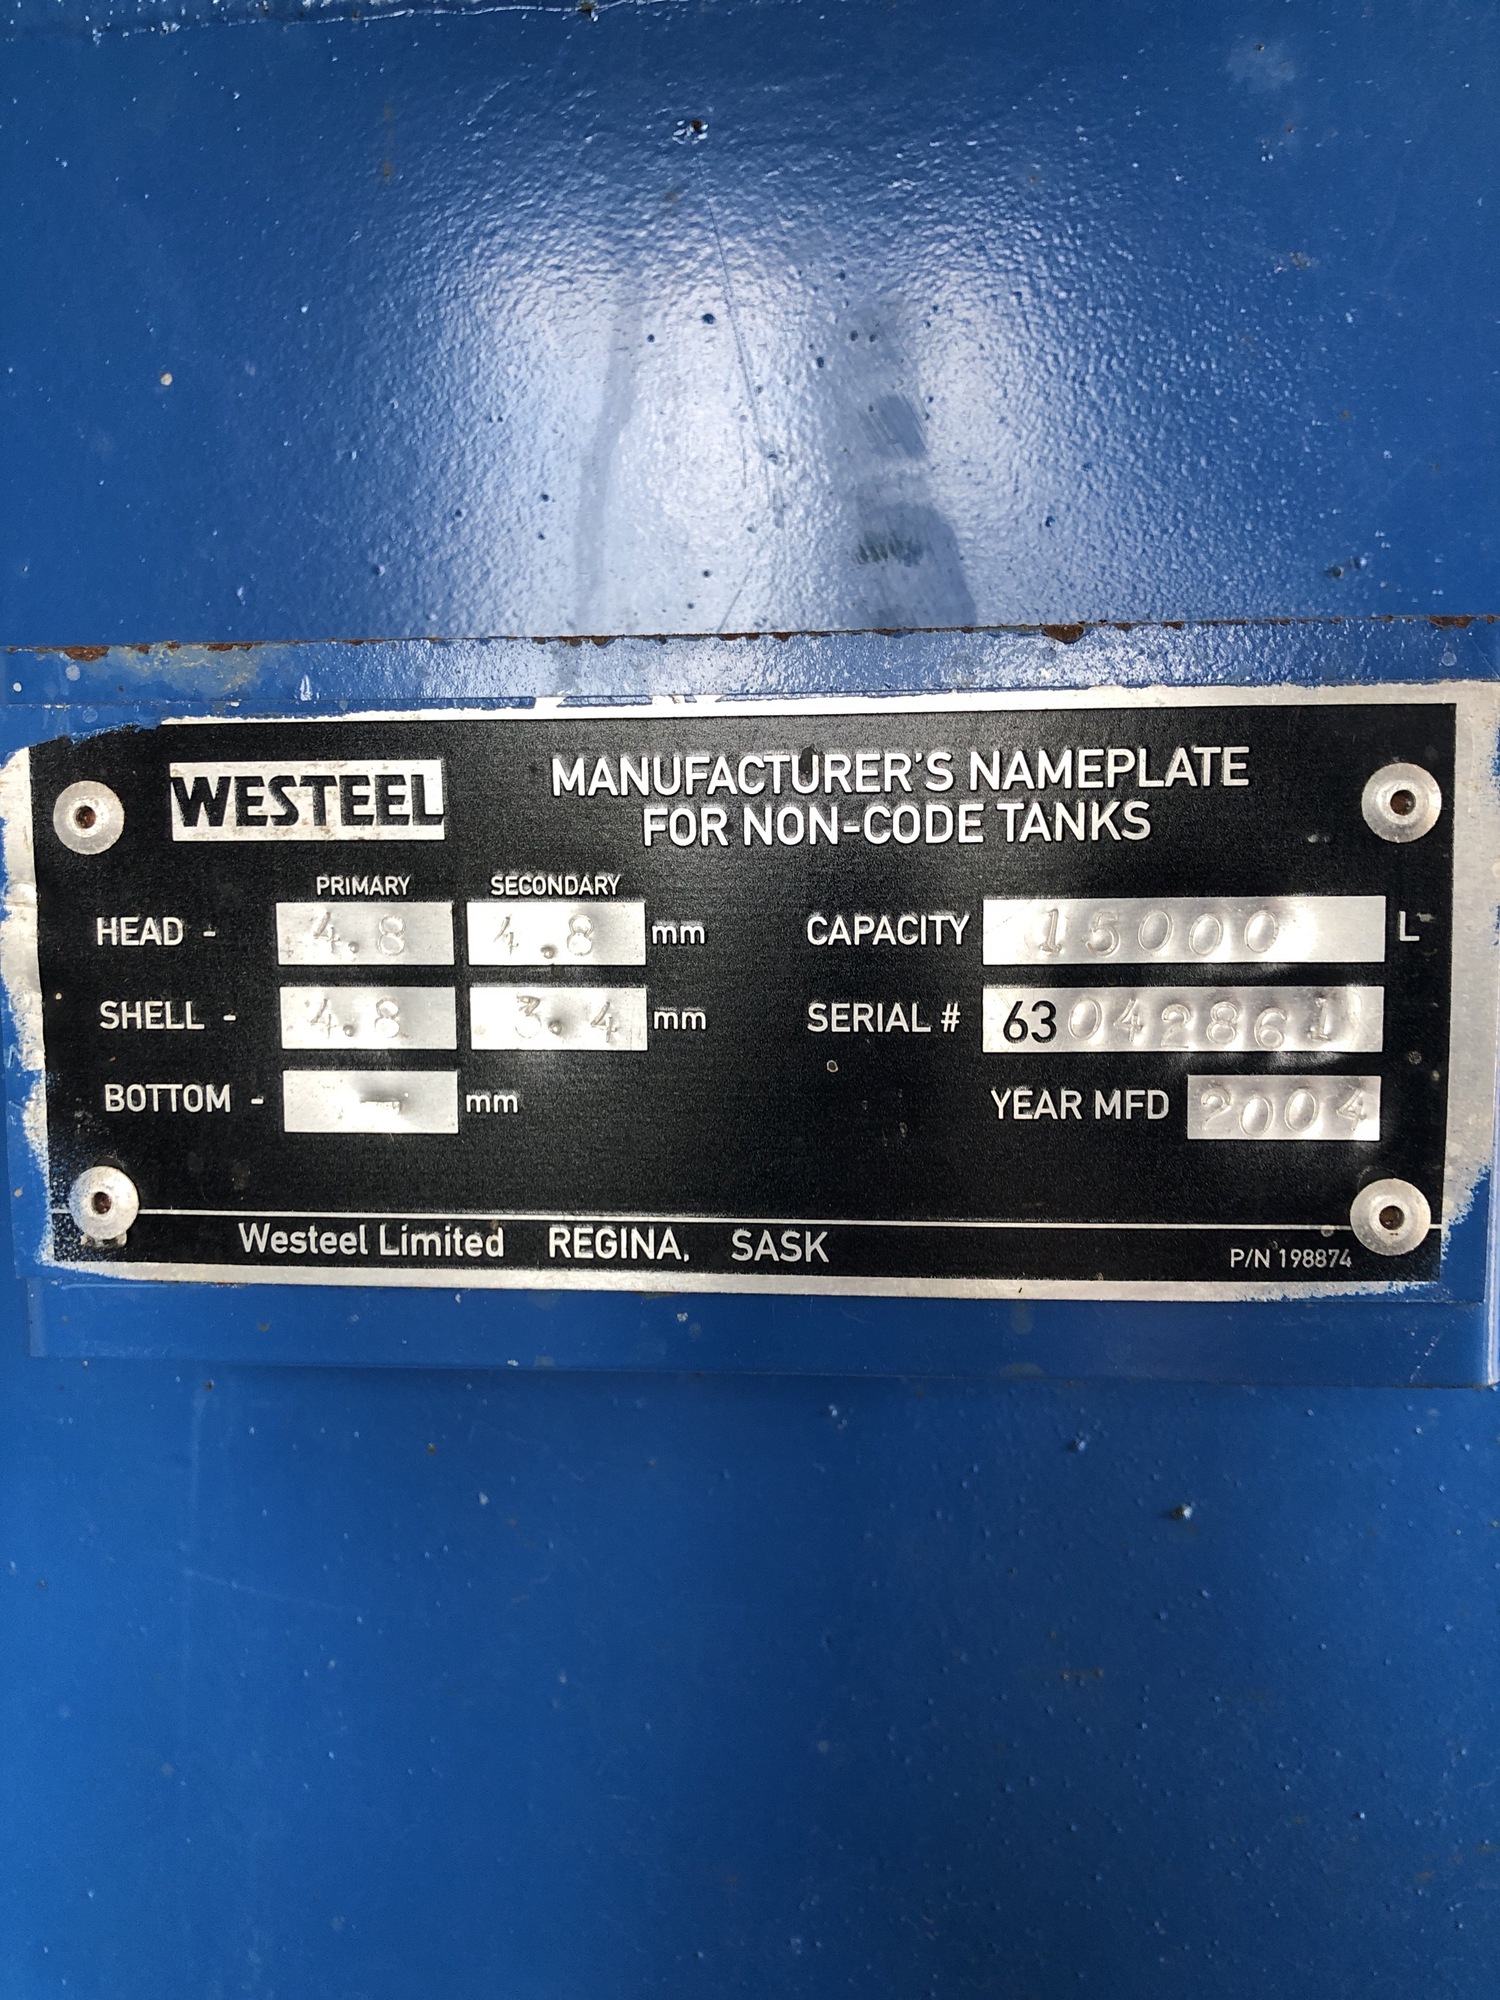 WESTEEL
MANUFACTURER'S NAMEPLATE
FOR NON-CODE TANKS
PRIMARY SECONDARY
HEAD - 4.8 4.8 mm CAPACITY 15000 L
SHELL - 4.8 3.4 mm SERIAL # 63042861
BOTTOM - - mm YEAR MFD 2004
Westeel Limited REGINA, SASK P/N 198874